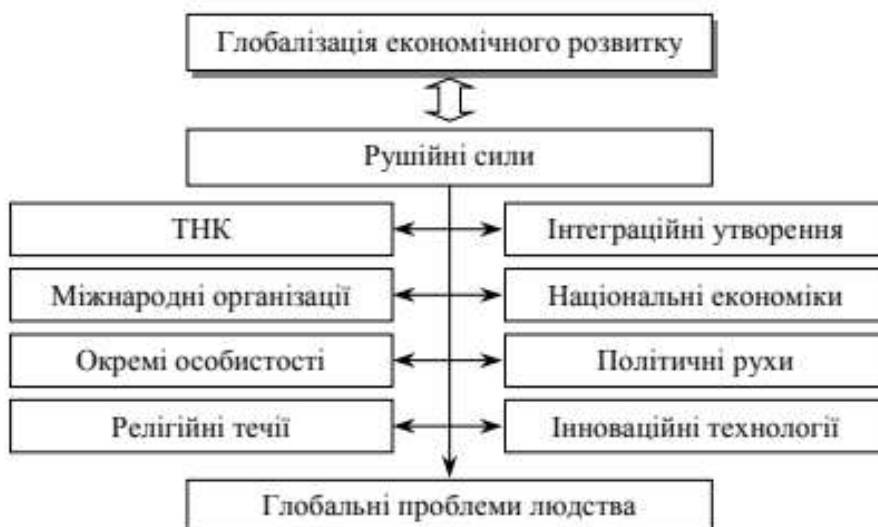 Глобалізація економічного розвитку
Рушійні сили
ТНК
Інтеграційні утворення
Міжнародні організації
Національні економіки
Окремі особистості
Політичні рухи
Релігійні течії
Інноваційні технології
Глобальні проблеми людства